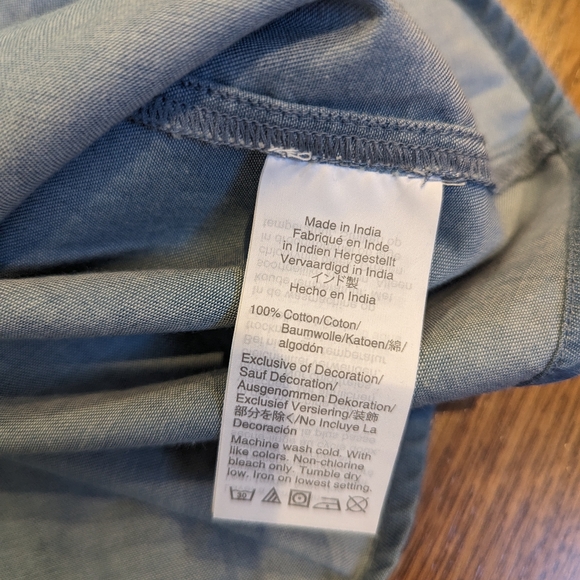 Made in India
Fabriqué en Inde
in Indien Hergestellt
Vervaardigd in India
インド製
Hecho en India
100% Cotton/Coton/
Baumwolle/Katoen/綿/
algodón
Exclusive of Decoration/
Sauf Décoration/
Ausgenommen Dekoration/
Exclusief Versiering/装飾
部分を除く/No Incluye La
Decoración
Machine wash cold. With
like colors. Non-chlorine
bleach only. Tumble dry
low. Iron on lowest setting.